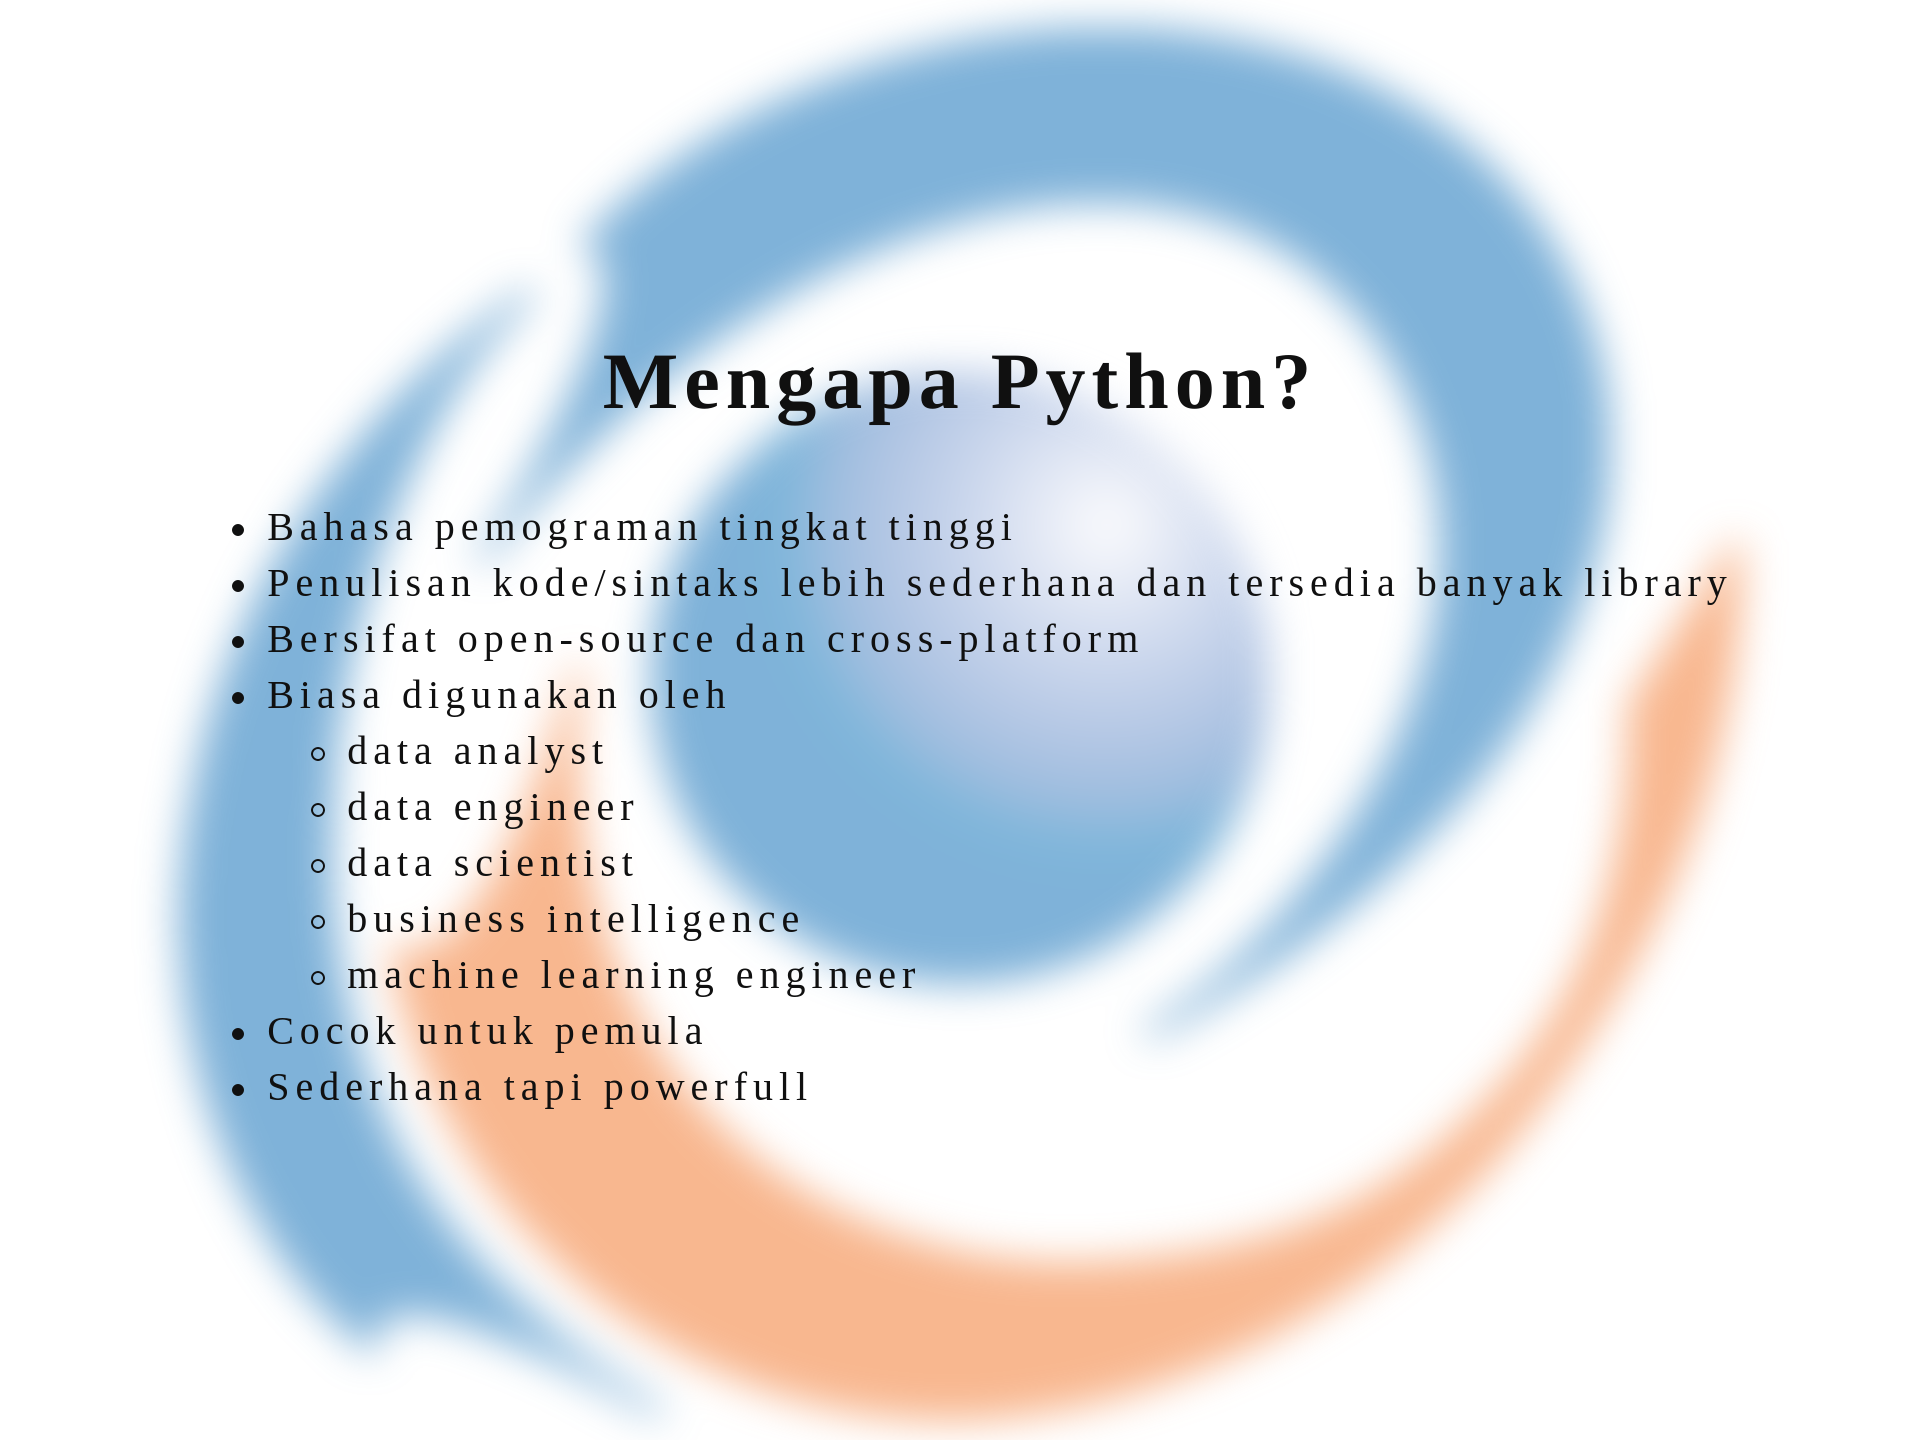 Mengapa Python?
Bahasa pemograman tingkat tinggi
Penulisan kode/sintaks lebih sederhana dan tersedia banyak library
Bersifat open-source dan cross-platform
Biasa digunakan oleh
data analyst
data engineer
data scientist
business intelligence
machine learning engineer
Cocok untuk pemula
Sederhana tapi powerfull